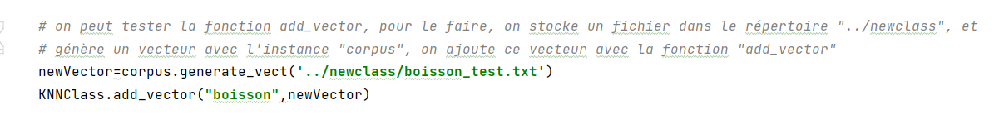 # on peut tester la fonction add_vector, pour le faire, on stocke un fichier dans le répertoire "../newclass", et
# génère un vecteur avec l'instance "corpus", on ajoute ce vecteur avec la fonction "add_vector"
newVector=corpus.generate_vect('../newclass/boisson_test.txt')
KNNClass.add_vector("boisson",newVector)